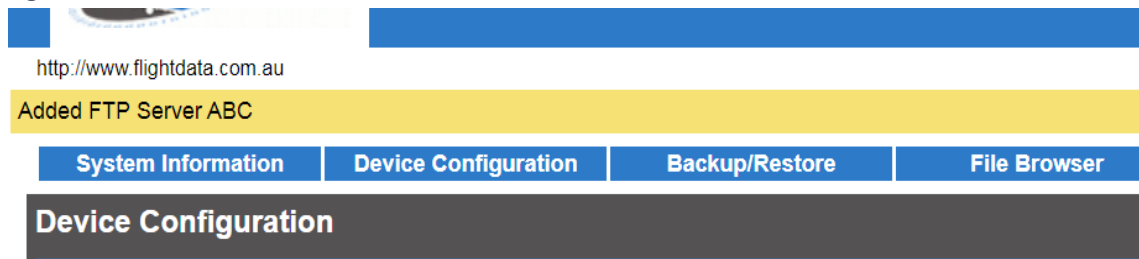 http://www.flightdata.com.au
Added FTP Server ABC
System Information Device Configuration Backup/Restore File Browser
Device Configuration